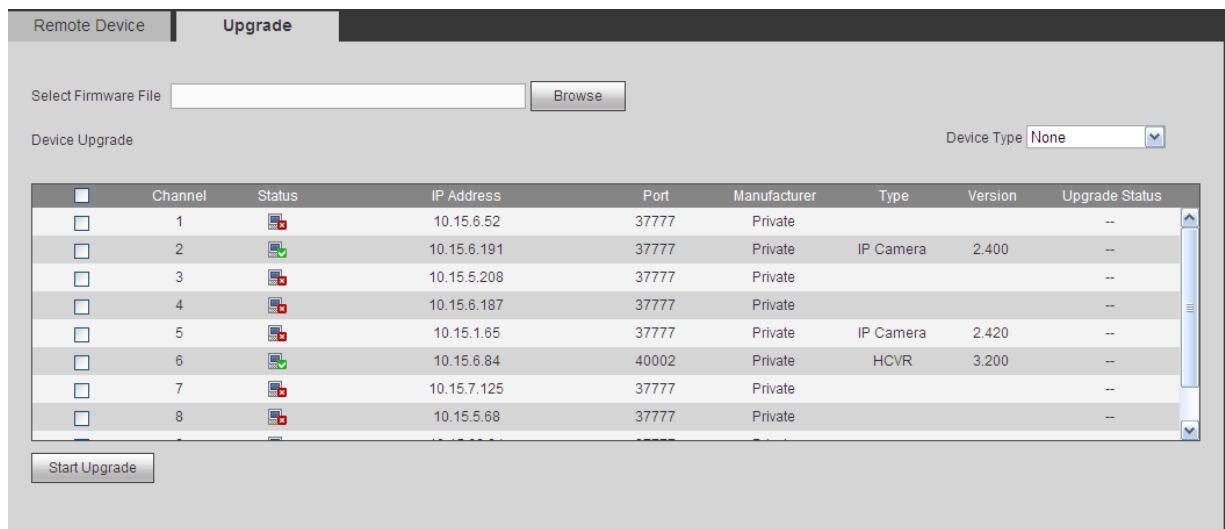 Remote Device Upgrade
Select Firmware File Browse
Device Upgrade Device Type None
Channel Status IP Address Port Manufacturer Type Version Upgrade Status
1 10.15.6.52 37777 Private --
2 10.15.6.191 37777 Private IP Camera 2.400 --
3 10.15.5.208 37777 Private --
4 10.15.6.187 37777 Private --
5 10.15.1.65 37777 Private IP Camera 2.420 --
6 10.15.6.84 40002 Private HCVR 3.200 --
7 10.15.7.125 37777 Private --
8 10.15.5.68 37777 Private --
Start Upgrade